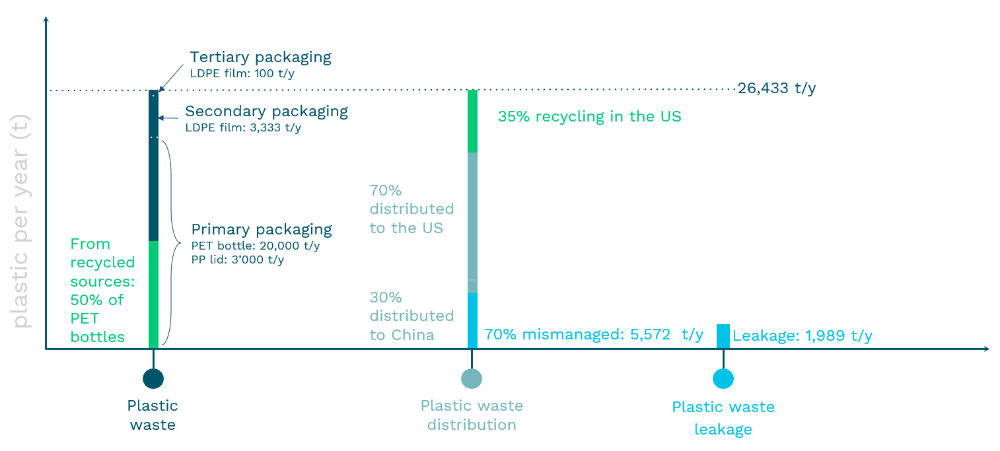 plastic per year (t)
Tertiary packaging
LDPE film: 100 t/y
26,433 t/y
Secondary packaging
LDPE film: 3,333 t/y
35% recycling in the US
70%
distributed
to the US
Primary packaging
PET bottle: 20,000 t/y
PP lid: 3’000 t/y
From
recycled
sources:
50% of
PET
bottles
30%
distributed
to China
70% mismanaged: 5,572 t/y
Leakage: 1,989 t/y
Plastic
waste
Plastic waste
distribution
Plastic waste
leakage